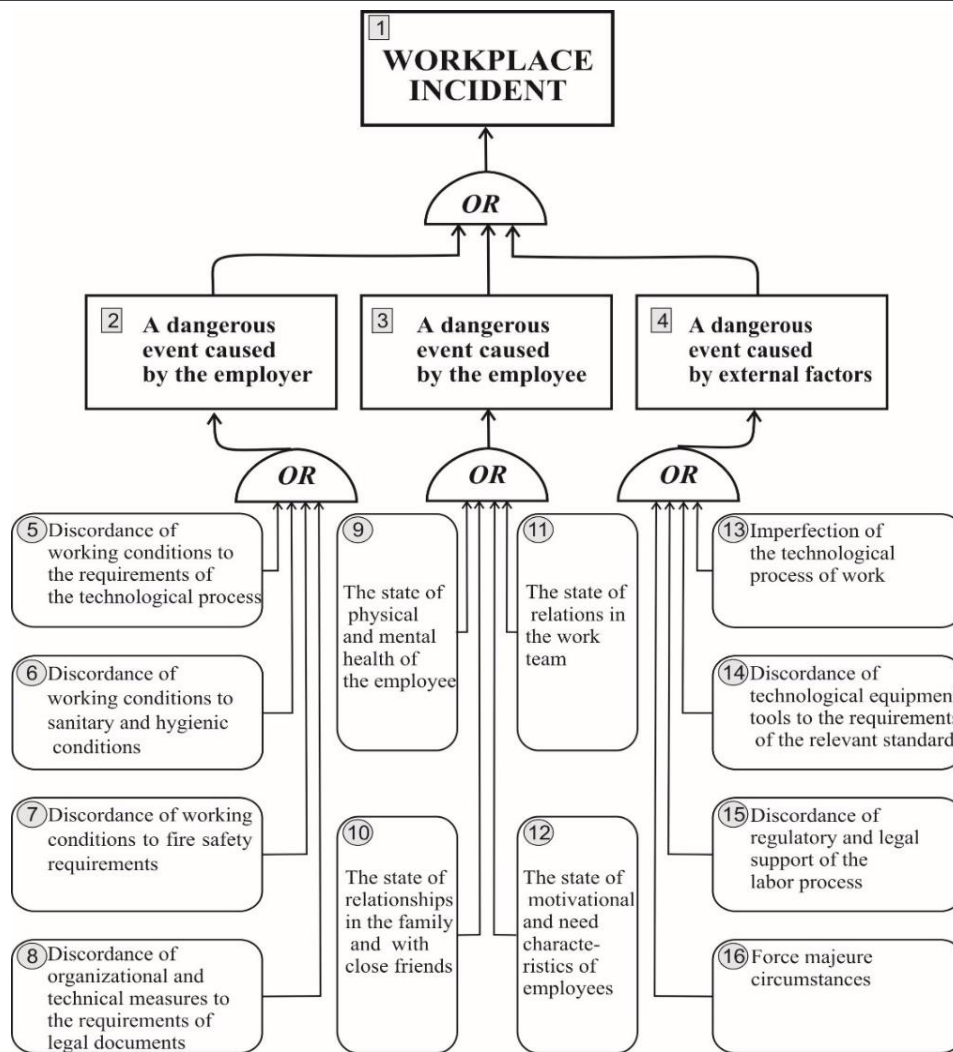 1
WORKPLACE
INCIDENT
OR
2
A dangerous
event caused
by the employer
3
A dangerous
event caused
by the employee
4
A dangerous
event caused
by external factors
OR
OR
OR
5
Discordance of
working conditions to
the requirements of
the technological process
6
Discordance of
working conditions to
sanitary and hygienic
conditions
7
Discordance of working
conditions to fire safety
requirements
8
Discordance of
organizational and
technical measures to
the requirements of
legal documents
9
The state of
physical
and mental
health of
the employee
10
The state of
relationships
in the family
and with
close friends
11
The state of
relations in
the work
team
12
The state of
motivational
and need
characte-
ristics of
employees
13
Imperfection of
the technological
process of work
14
Discordance of
technological equipmen
tools to the requirement
of the relevant standard
15
Discordance of
regulatory and legal
support of the
labor process
16
Force majeure
circumstances